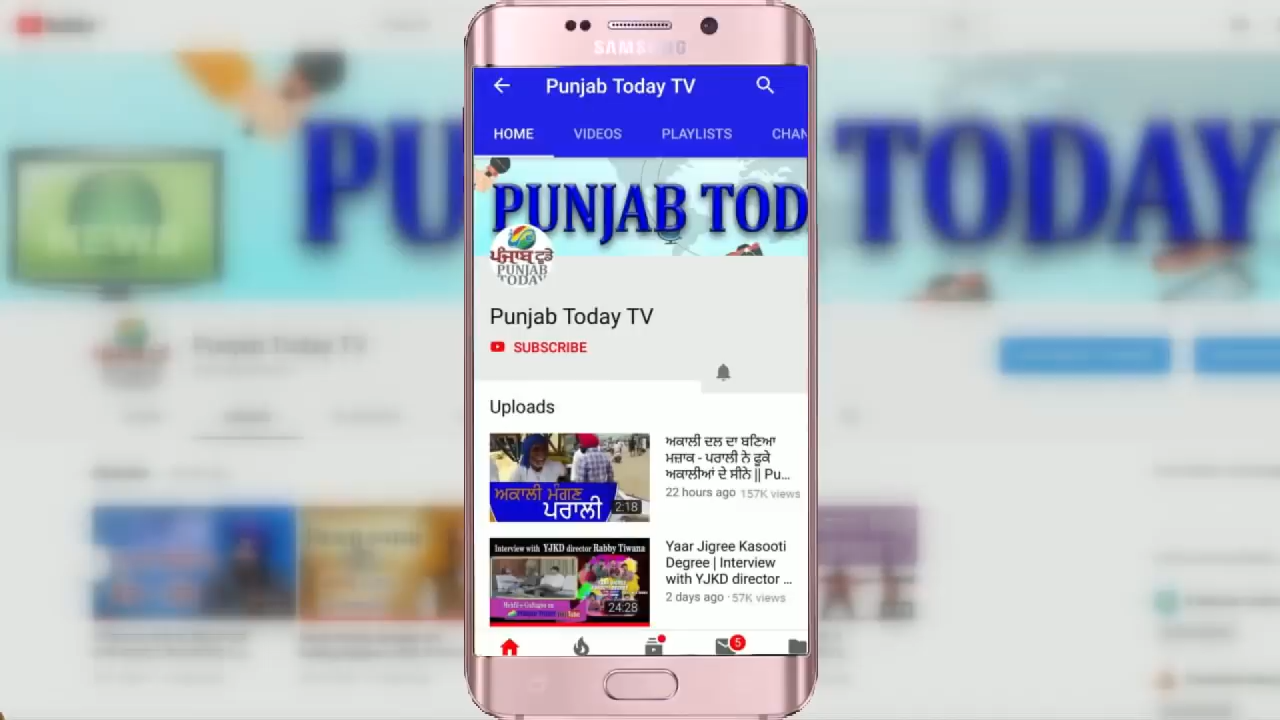 SAMSUNG
Punjab Today TV
HOME VIDEOS PLAYLISTS CHAN
PUNJAB TOD
TODAY
ਪੰਜਾਬ ਟੂਡੇ
PUNJAB
TODAY
Punjab Today TV
SUBSCRIBE
Uploads
ਅਕਾਲੀ ਮੰਗਣ
ਪਰਾਲੀ
2:18
ਅਕਾਲੀ ਦਲ ਦਾ ਬਣਿਆ
ਮਜ਼ਾਕ - ਪਰਾਲੀ ਨੇ ਫੂਕੇ
ਅਕਾਲੀਆਂ ਦੇ ਸੀਨੇ || Pu...
22 hours ago 157K views
Interview with YJKD director Rabby Tiwana
24:28
Yaar Jigree Kasooti
Degree | Interview
with YJKD director ...
2 days ago · 57K views
5